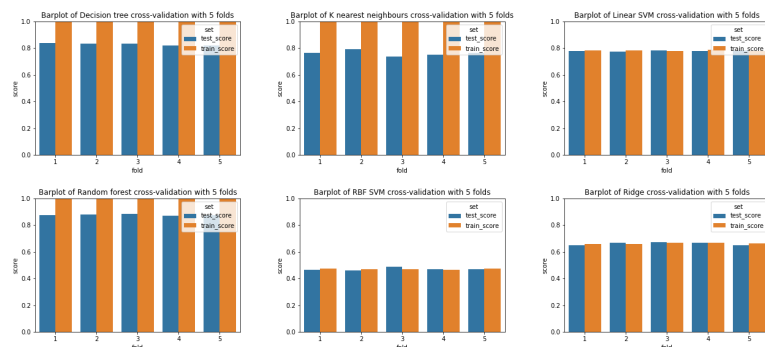 Barplot of Decision tree cross-validation with 5 folds
1.0
0.8
0.6
0.4
0.2
0.0
score
set
test_score
train_score
1 2 3 4 5
fold
Barplot of K nearest neighbours cross-validation with 5 folds
1.0
0.8
0.6
0.4
0.2
0.0
score
set
test_score
train_score
1 2 3 4 5
fold
Barplot of Linear SVM cross-validation with 5 folds
1.0
0.8
0.6
0.4
0.2
0.0
score
set
test_score
train_score
1 2 3 4 5
fold
Barplot of Random forest cross-validation with 5 folds
1.0
0.8
0.6
0.4
0.2
0.0
score
set
test_score
train_score
1 2 3 4 5
fold
Barplot of RBF SVM cross-validation with 5 folds
1.0
0.8
0.6
0.4
0.2
0.0
score
set
test_score
train_score
1 2 3 4 5
fold
Barplot of Ridge cross-validation with 5 folds
1.0
0.8
0.6
0.4
0.2
0.0
score
set
test_score
train_score
1 2 3 4 5
fold